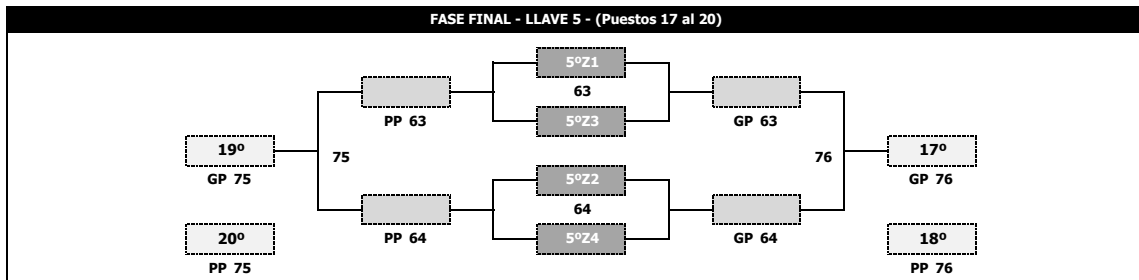 FASE FINAL - LLAVE 5 - (Puestos 17 al 20)
5ºZ1
63
5ºZ3
PP 63
GP 63
19º
GP 75
75
76
17º
GP 76
5ºZ2
64
5ºZ4
PP 64
GP 64
20º
PP 75
18º
PP 76